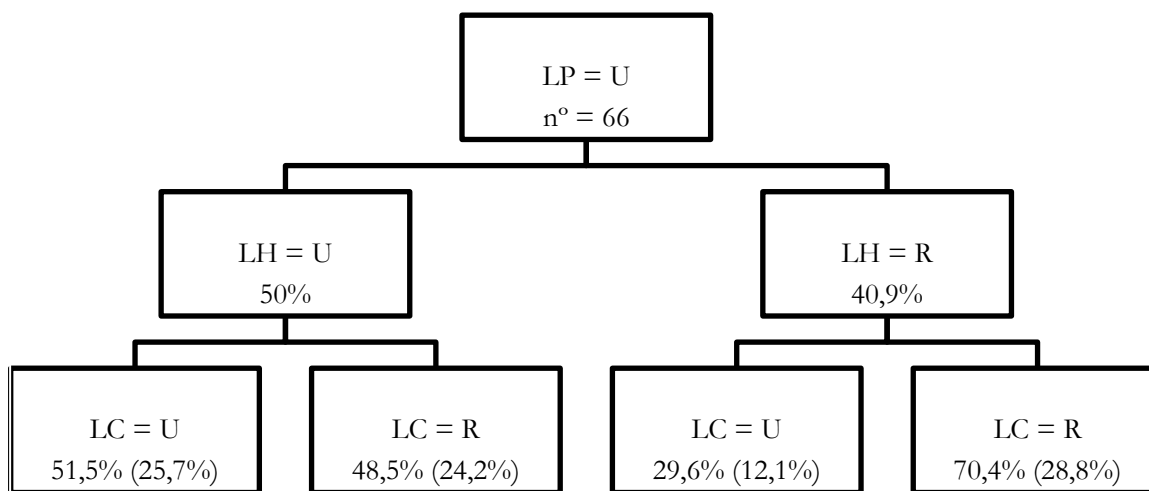 LP = U
nº = 66
LH = U
50%
LH = R
40,9%
LC = U
51,5% (25,7%)
LC = R
48,5% (24,2%)
LC = U
29,6% (12,1%)
LC = R
70,4% (28,8%)